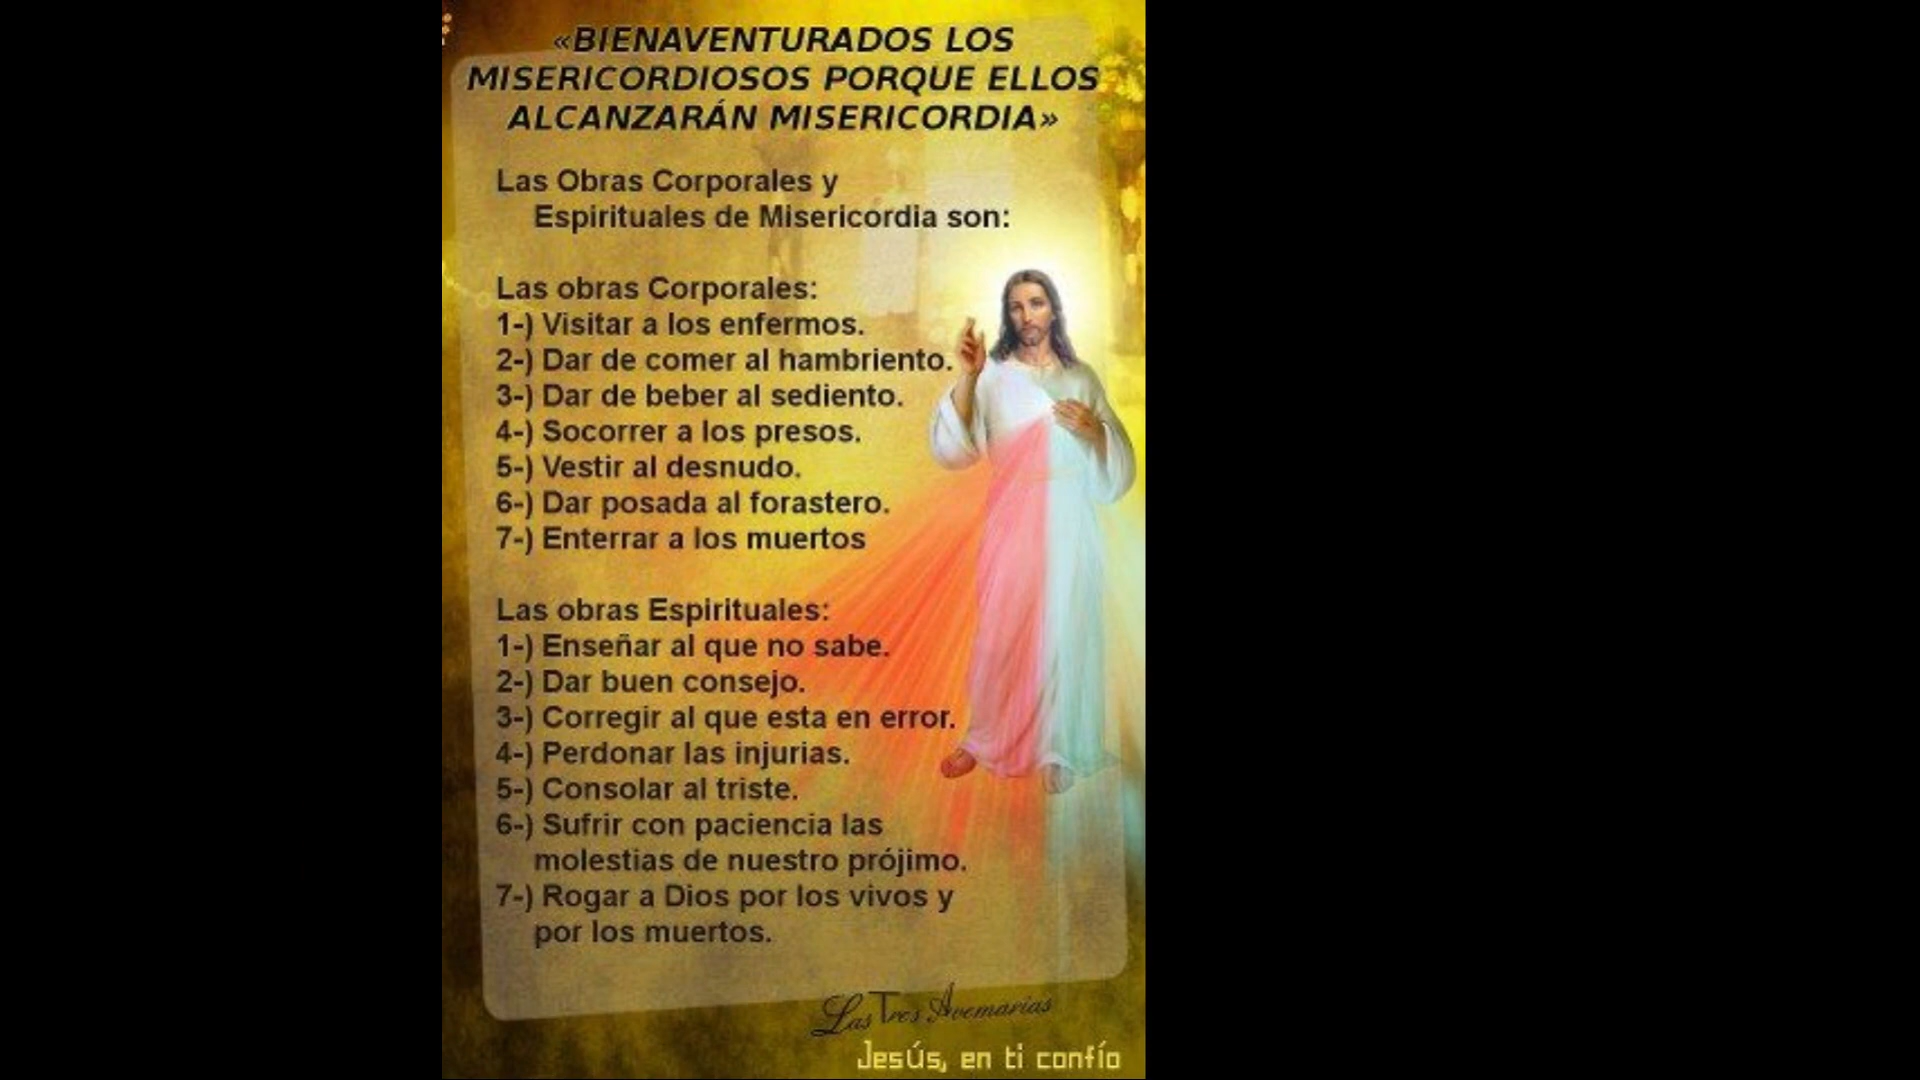 «BIENAVENTURADOS LOS
MISERICORDIOSOS PORQUE ELLOS
ALCANZARÁN MISERICORDIA»
Las Obras Corporales y
Espirituales de Misericordia son:
Las obras Corporales:
1-) Visitar a los enfermos.
2-) Dar de comer al hambriento.
3-) Dar de beber al sediento.
4-) Socorrer a los presos.
5-) Vestir al desnudo.
6-) Dar posada al forastero.
7-) Enterrar a los muertos
Las obras Espirituales:
1-) Enseñar al que no sabe.
2-) Dar buen consejo.
3-) Corregir al que esta en error.
4-) Perdonar las injurias.
5-) Consolar al triste.
6-) Sufrir con paciencia las
molestias de nuestro prójimo.
7-) Rogar a Dios por los vivos y
por los muertos.
Las Tres Avemarías
Jesús, en ti confío